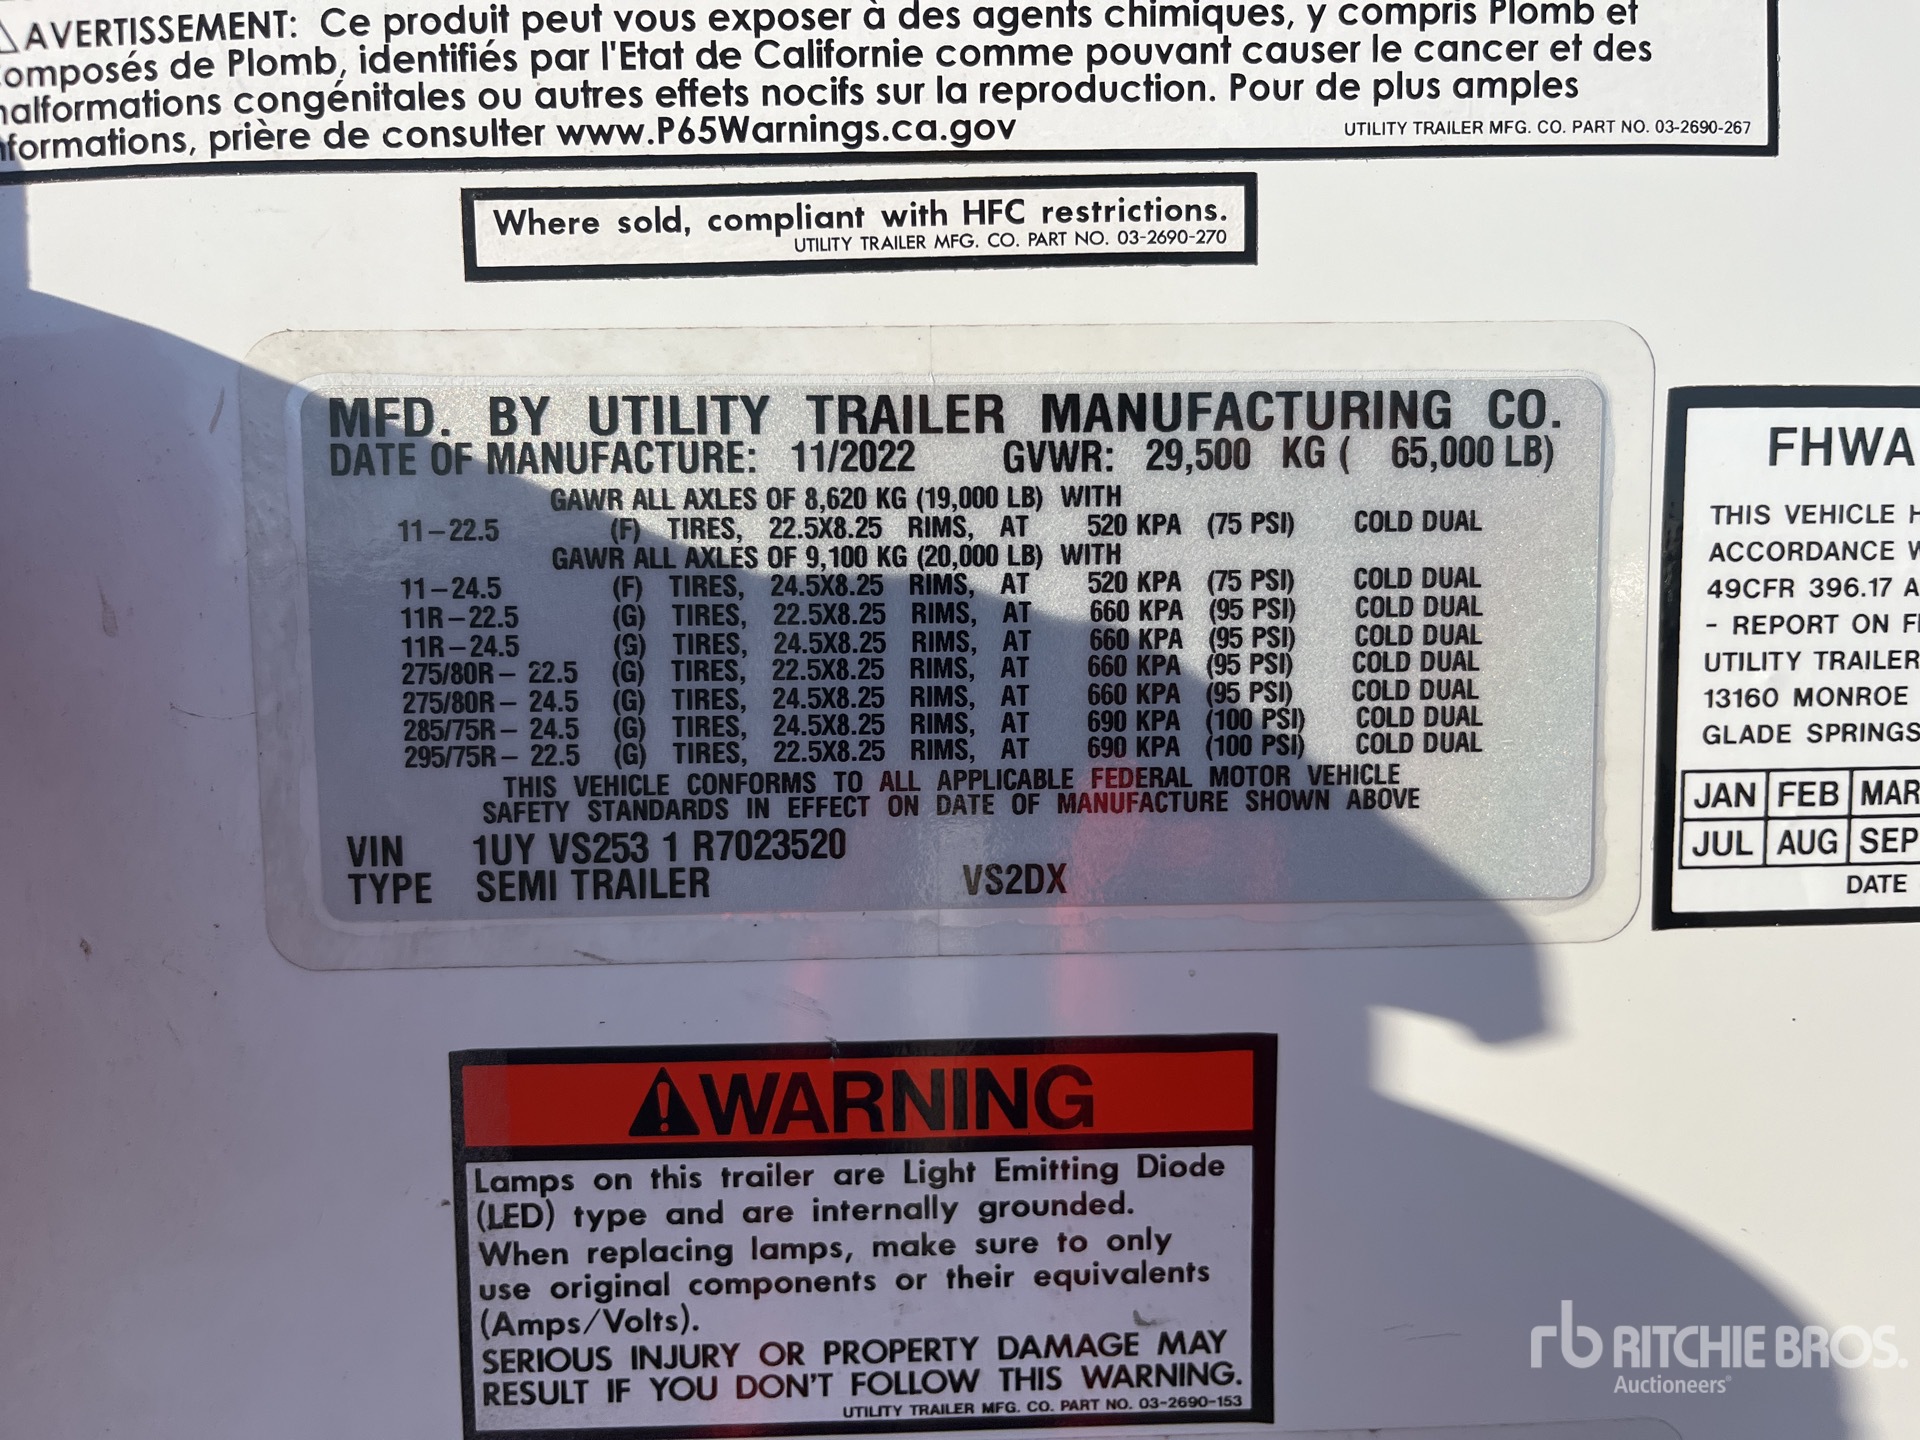 ⚠AVERTISSEMENT: Ce produit peut vous exposer à des agents chimiques, y compris Plomb et
omposés de Plomb, identifiés par l'Etat de Californie comme pouvant causer le cancer et des
alformations congénitales ou autres effets nocifs sur la reproduction. Pour de plus amples
formations, prière de consulter www.P65Warnings.ca.gov
UTILITY TRAILER MFG. CO. PART NO. 03-2690-267
Where sold, compliant with HFC restrictions.
UTILITY TRAILER MFG. CO. PART NO. 03-2690-270
MFD. BY UTILITY TRAILER MANUFACTURING CO.
DATE OF MANUFACTURE: 11/2022 GVWR: 29,500 KG ( 65,000 LB)
GAWR ALL AXLES OF 8,620 KG (19,000 LB) WITH
11-22.5 (F) TIRES, 22.5X8.25 RIMS, AT 520 KPA (75 PSI) COLD DUAL
GAWR ALL AXLES OF 9,100 KG (20,000 LB) WITH
11-24.5 (F) TIRES, 24.5X8.25 RIMS, AT 520 KPA (75 PSI) COLD DUAL
11R-22.5 (G) TIRES, 22.5X8.25 RIMS, AT 660 KPA (95 PSI) COLD DUAL
11R-24.5 (G) TIRES, 24.5X8.25 RIMS, AT 660 KPA (95 PSI) COLD DUAL
275/80R- 22.5 (G) TIRES, 22.5X8.25 RIMS, AT 660 KPA (95 PSI) COLD DUAL
275/80R- 24.5 (G) TIRES, 24.5X8.25 RIMS, AT 660 KPA (95 PSI) COLD DUAL
285/75R- 24.5 (G) TIRES, 24.5X8.25 RIMS, AT 690 KPA (100 PSI) COLD DUAL
295/75R- 22.5 (G) TIRES, 22.5X8.25 RIMS, AT 690 KPA (100 PSI) COLD DUAL
THIS VEHICLE CONFORMS TO ALL APPLICABLE FEDERAL MOTOR VEHICLE
SAFETY STANDARDS IN EFFECT ON DATE OF MANUFACTURE SHOWN ABOVE
VIN 1UY VS253 1 R7023520
TYPE SEMI TRAILER VS2DX
FHWA
THIS VEHICLE H
ACCORDANCE W
49CFR 396.17 A
- REPORT ON F
UTILITY TRAILER
13160 MONROE
GLADE SPRINGS
JAN FEB MAR
JUL AUG SEP
DATE
⚠WARNING
Lamps on this trailer are Light Emitting Diode
(LED) type and are internally grounded.
When replacing lamps, make sure to only
use original components or their equivalents
(Amps/Volts).
SERIOUS INJURY OR PROPERTY DAMAGE MAY
RESULT IF YOU DON'T FOLLOW THIS WARNING.
UTILITY TRAILER MFG. CO. PART NO. 03-2690-153
rb RITCHIE BROS.
Auctioneers